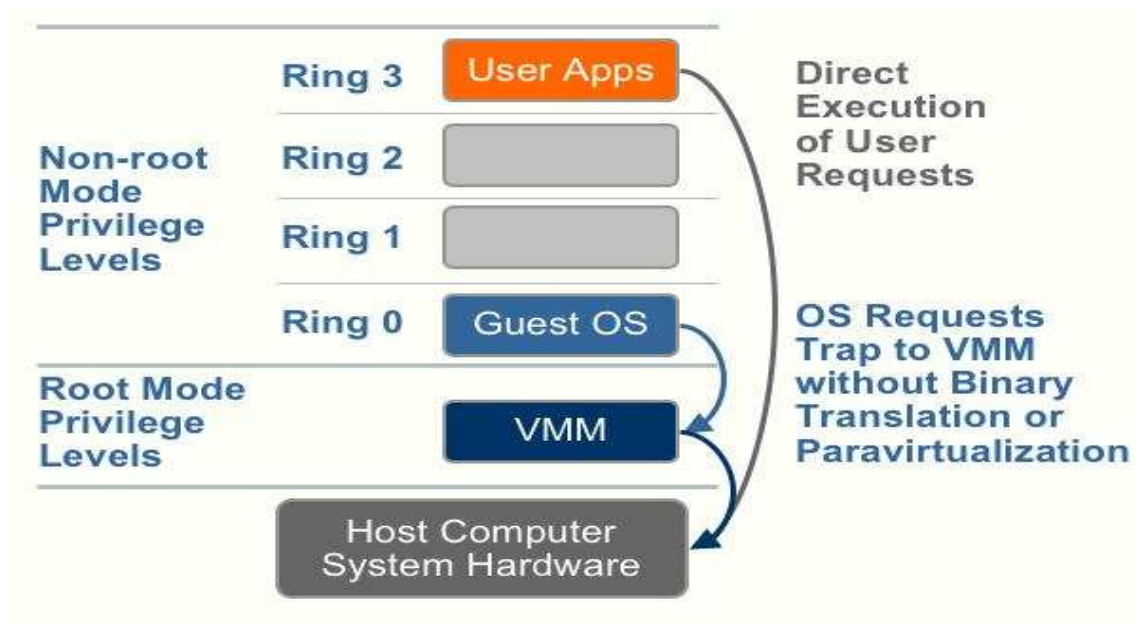 Ring 3
User Apps
Direct
Execution
of User
Requests
Non-root
Mode
Privilege
Levels
Ring 2
Ring 1
Ring 0
Guest OS
OS Requests
Trap to VMM
without Binary
Translation or
Paravirtualization
Root Mode
Privilege
Levels
VMM
Host Computer
System Hardware